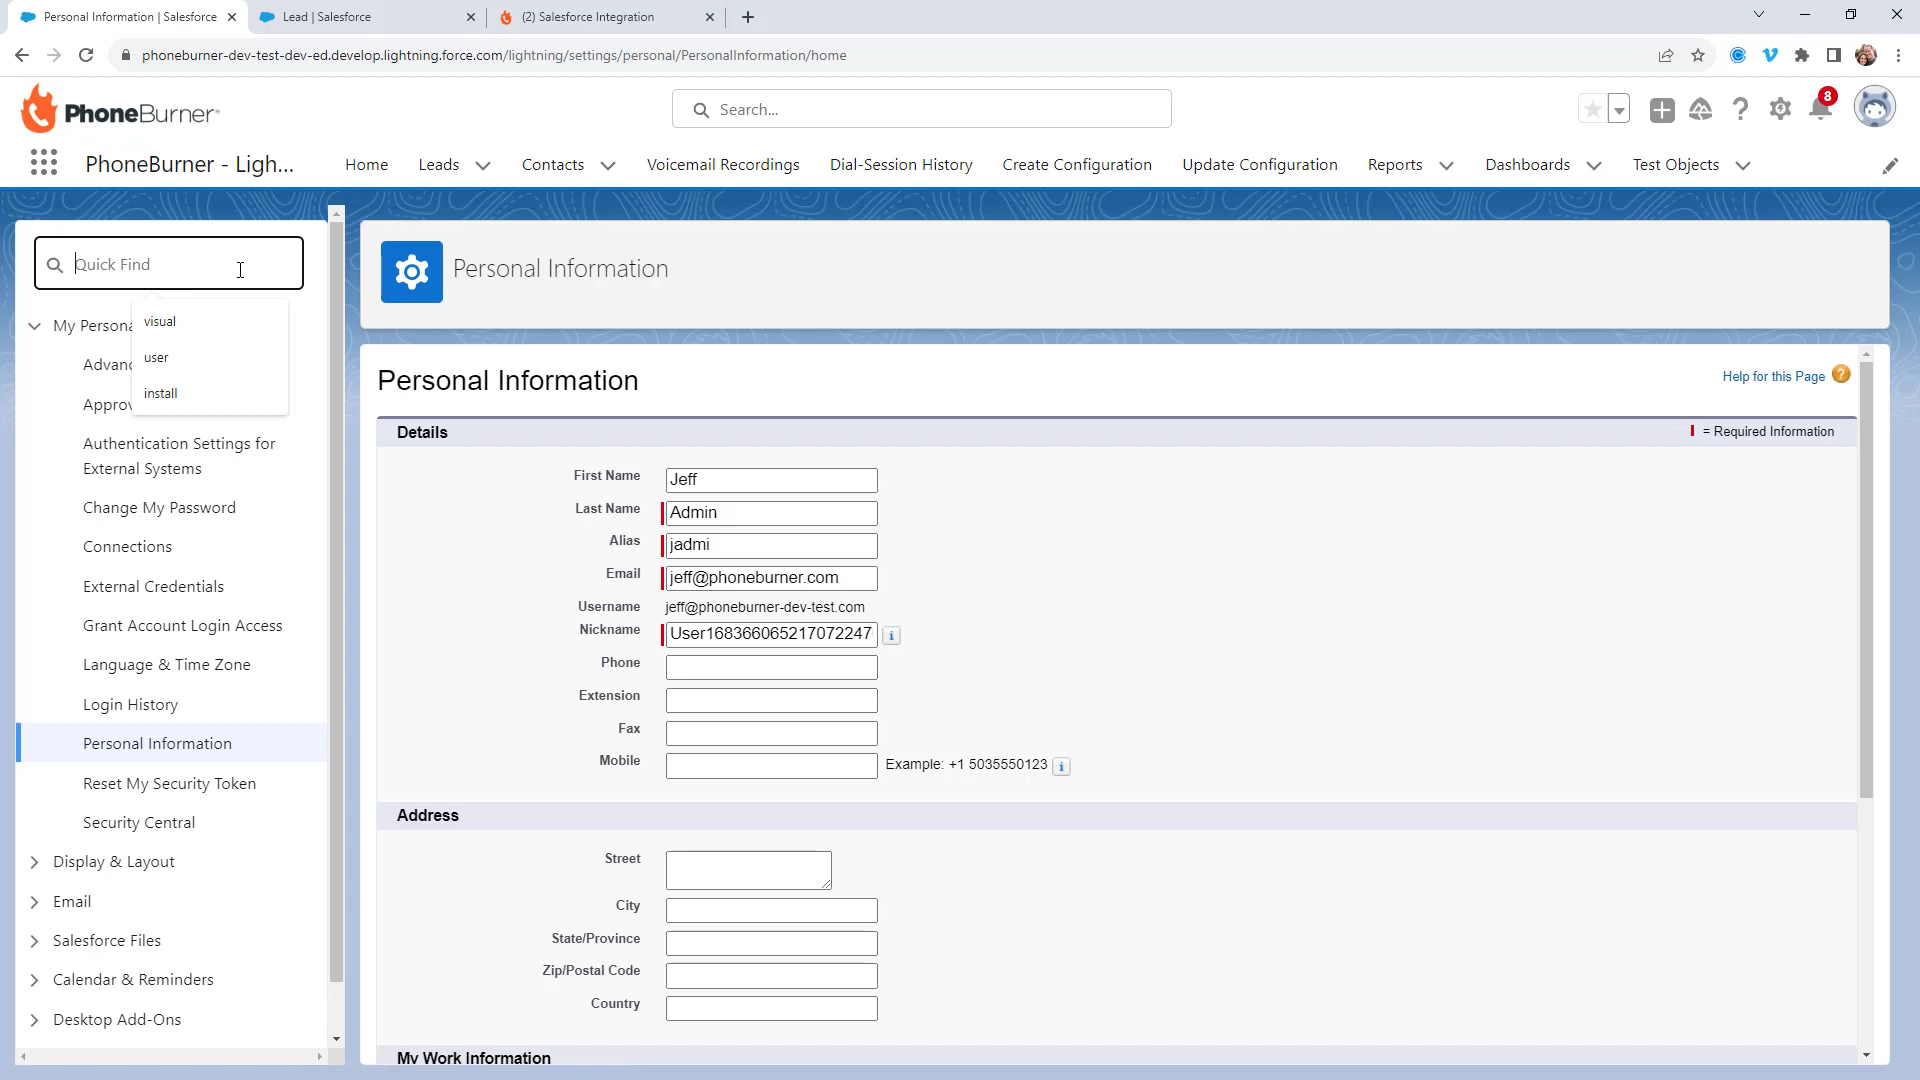 Personal Information | Salesforce
Lead | Salesforce
(2) Salesforce Integration
phoneburner-dev-test-dev-ed.develop.lightning.force.com/lightning/settings/personal/PersonalInformation/home
PhoneBurner
Search...
8
PhoneBurner - Ligh...
Home
Leads
Contacts
Voicemail Recordings
Dial-Session History
Create Configuration
Update Configuration
Reports
Dashboards
Test Objects
Quick Find
visual
user
install
My Persona
Advanc
Approv
Authentication Settings for
External Systems
Change My Password
Connections
External Credentials
Grant Account Login Access
Language & Time Zone
Login History
Personal Information
Reset My Security Token
Security Central
Display & Layout
Email
Salesforce Files
Calendar & Reminders
Desktop Add-Ons
Personal Information
Personal Information
Help for this Page
Details
= Required Information
First Name Jeff
Last Name Admin
Alias jadmi
Email jeff@phoneburner.com
Username jeff@phoneburner-dev-test.com
Nickname User168366065217072247
Phone
Extension
Fax
Mobile Example: +1 5035550123
Address
Street
City
State/Province
Zip/Postal Code
Country
My Work Information